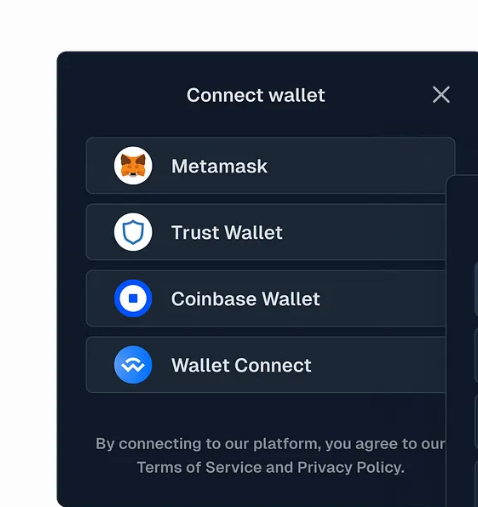 Connect wallet
Metamask
Trust Wallet
Coinbase Wallet
Wallet Connect
By connecting to our platform, you agree to our
Terms of Service and Privacy Policy.